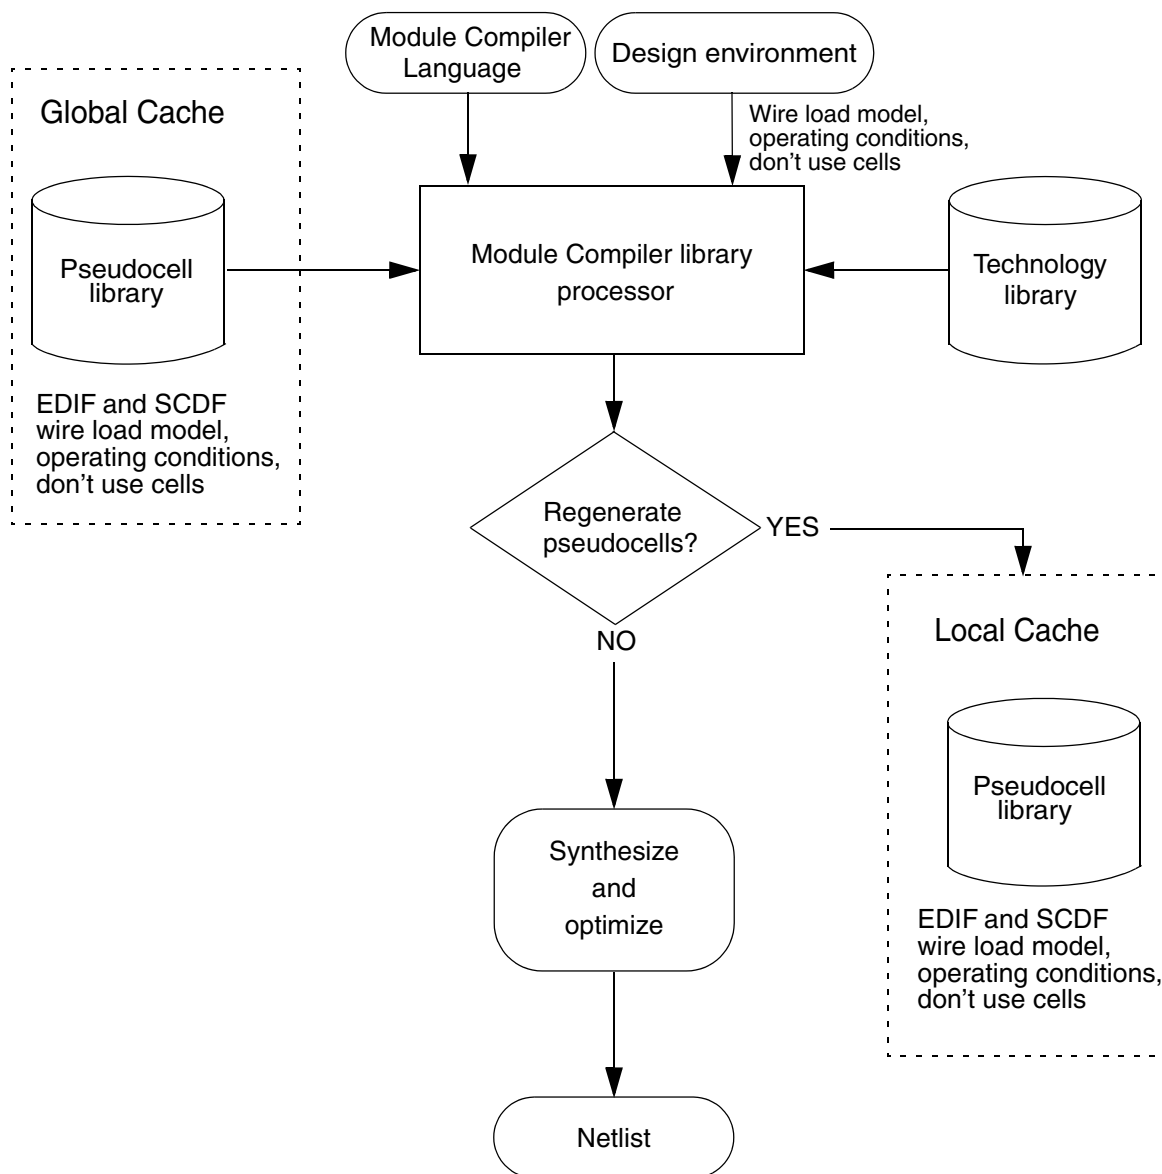 Module Compiler
Language
Design environment
Global Cache
Wire load model,
operating conditions,
don't use cells
Pseudocell
library
Module Compiler library
processor
Technology
library
EDIF and SCDF
wire load model,
operating conditions,
don't use cells
Regenerate
pseudocells?
YES
NO
Local Cache
Pseudocell
library
Synthesize
and
optimize
EDIF and SCDF
wire load model,
operating conditions,
don't use cells
Netlist